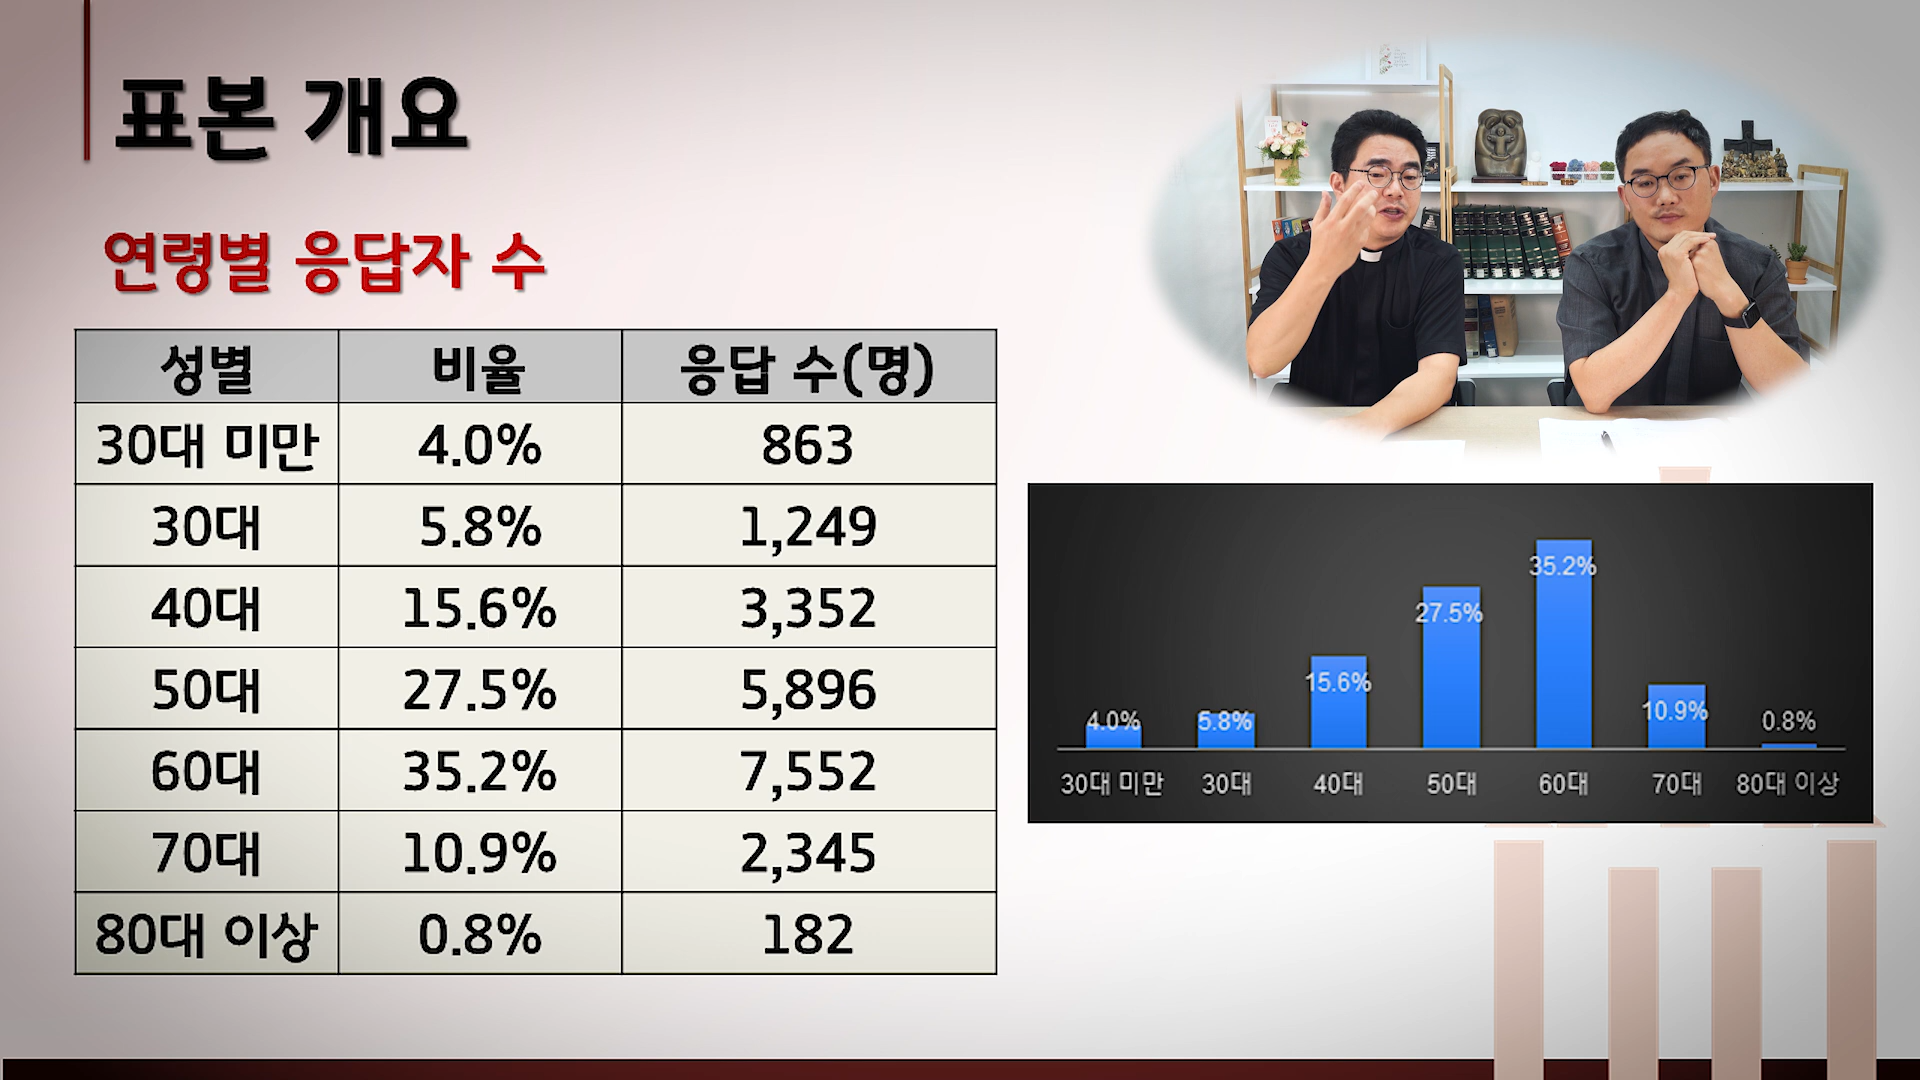 표본 개요
연령별 응답자 수
성별 비율 응답 수(명)
30대 미만 4.0% 863
30대 5.8% 1,249
40대 15.6% 3,352
50대 27.5% 5,896
60대 35.2% 7,552
70대 10.9% 2,345
80대 이상 0.8% 182
4.0% 5.8% 15.6% 27.5% 35.2% 10.9% 0.8%
30대 미만 30대 40대 50대 60대 70대 80대 이상